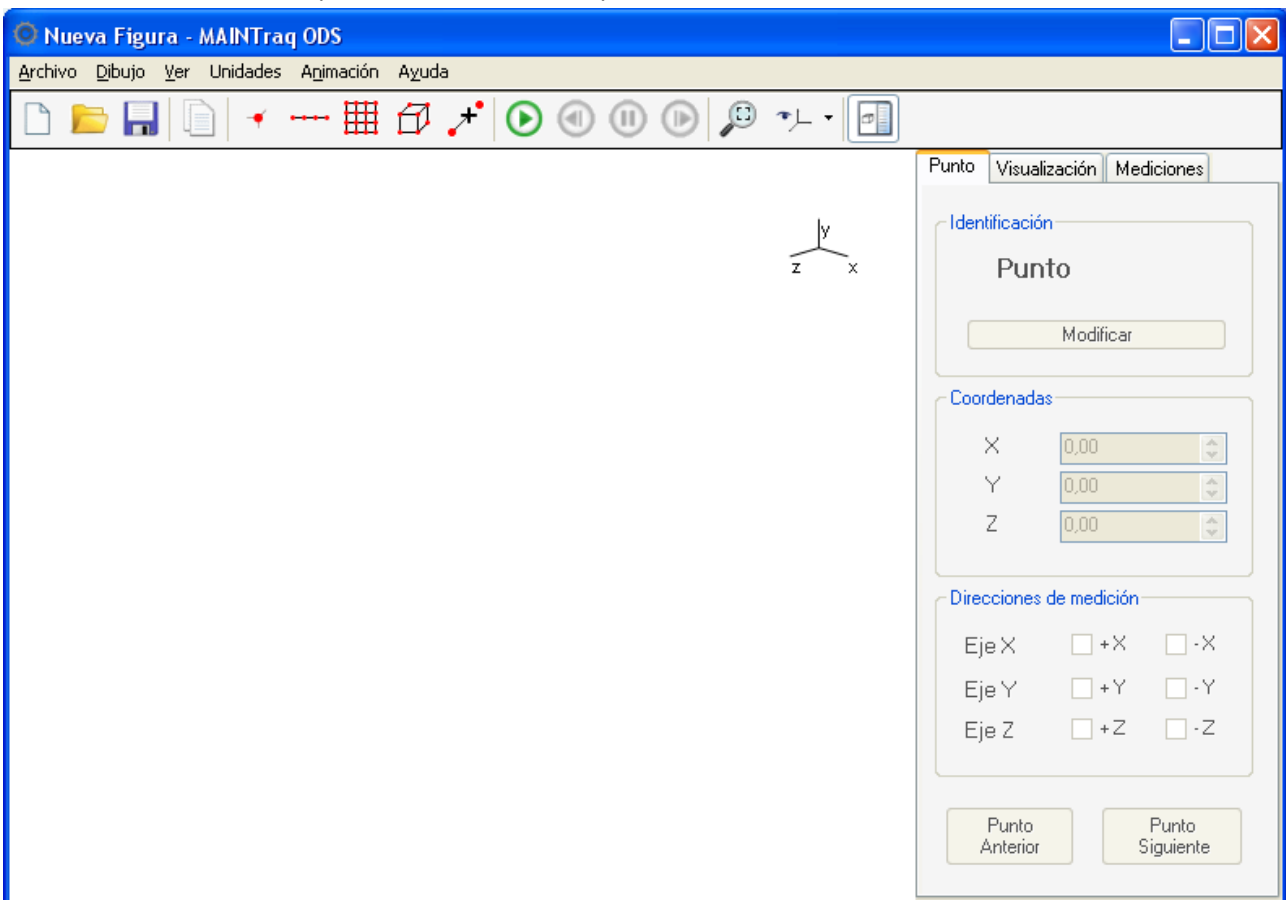 Nueva Figura - MAINTraq ODS
Archivo Dibujo Ver Unidades Animación Ayuda
Punto Visualización Mediciones
y
z x
Identificación
Punto
Modificar
Coordenadas
X 0,00
Y 0,00
Z 0,00
Direcciones de medición
Eje X +X -X
Eje Y +Y -Y
Eje Z +Z -Z
Punto Punto
Anterior Siguiente